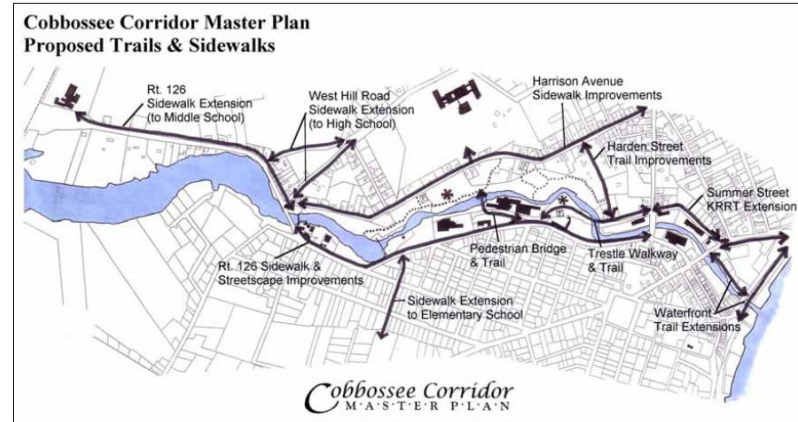 Cobbossee Corridor Master Plan
Proposed Trails & Sidewalks
Rt. 126
Sidewalk Extension
(to Middle School)
West Hill Road
Sidewalk Extension
(to High School)
Harrison Avenue
Sidewalk Improvements
Harden Street
Trail Improvements
Summer Street
KRRT Extension
Pedestrian Bridge
& Trail
Trestle Walkway
& Trail
Rt. 126 Sidewalk &
Streetscape Improvements
Sidewalk Extension
to Elementary School
Waterfront
Trail Extensions
Cobbossee Corridor
M·A·S·T·E·R P·L·A·N